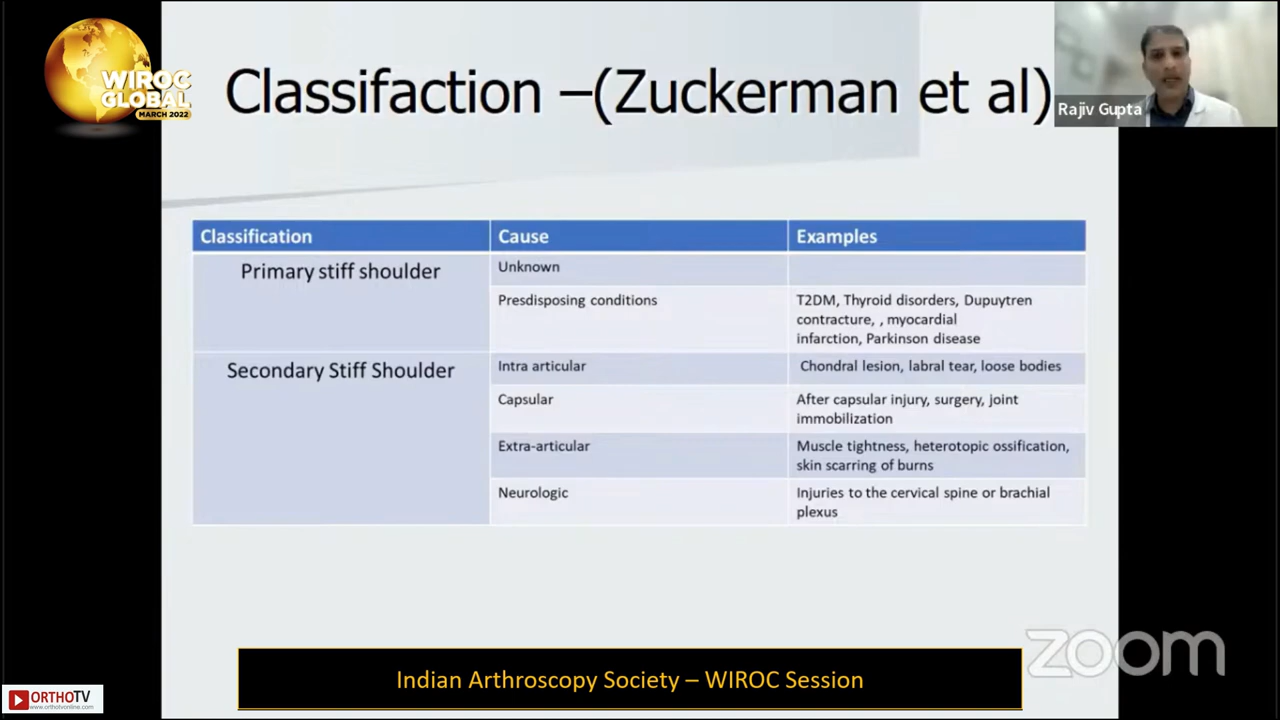 WIROC
GLOBAL
MARCH 2022
Classifaction –(Zuckerman et al)
Rajiv Gupta
Classification Cause Examples
Primary stiff shoulder Unknown
Presdisposing conditions T2DM, Thyroid disorders, Dupuytren
contracture, , myocardial
infarction, Parkinson disease
Secondary Stiff Shoulder Intra articular Chondral lesion, labral tear, loose bodies
Capsular After capsular injury, surgery, joint
immobilization
Extra-articular Muscle tightness, heterotopic ossification,
skin scarring of burns
Neurologic Injuries to the cervical spine or brachial
plexus
zoom
Indian Arthroscopy Society – WIROC Session
ORTHOTV
www.orthotvonline.com